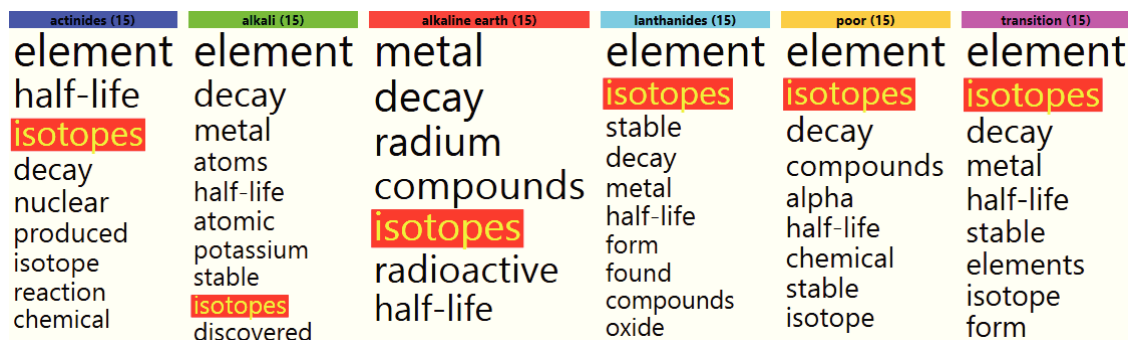 actinides (15)
element
half-life
isotopes
decay
nuclear
produced
isotope
reaction
chemical
alkali (15)
element
decay
metal
atoms
half-life
atomic
potassium
stable
isotopes
discovered
alkaline earth (15)
metal
decay
radium
compounds
isotopes
radioactive
half-life
lanthanides (15)
element
isotopes
stable
decay
metal
half-life
form
found
compounds
oxide
poor (15)
element
isotopes
decay
compounds
alpha
half-life
chemical
stable
isotope
transition (15)
element
isotopes
decay
metal
half-life
stable
elements
isotope
form